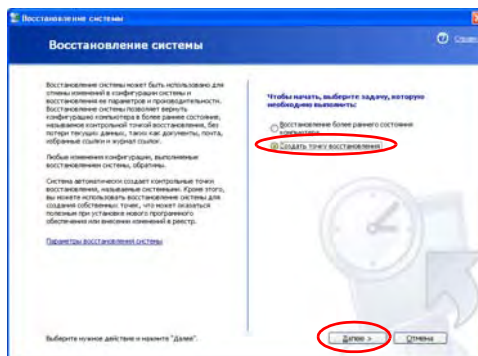 Восстановление системы
Восстановление системы
Справка
Восстановление системы может быть использовано для
отмены изменений в конфигурации системы и
восстановления ее параметров и производительности.
Восстановление системы позволяет вернуть
конфигурацию компьютера в более раннее состояние,
называемое контрольной точкой восстановления, без
потери текущих данных, таких как документы, почта,
избранные ссылки и журнал ссылок.
Любые изменения конфигурации, выполняемые
восстановлением системы, обратимы.
Система автоматически создает контрольные точки
восстановления, называемые системными. Кроме этого,
вы можете использовать восстановление системы для
создания собственных точек, что может оказаться
полезным при установке нового программного
обеспечения или внесении изменений в реестр.
Параметры восстановления системы
Чтобы начать, выберите задачу, которую
необходимо выполнить:
Восстановление более раннего состояния
компьютера
Создать точку восстановления
Выберите нужное действие и нажмите "Далее".
Далее >
Отмена